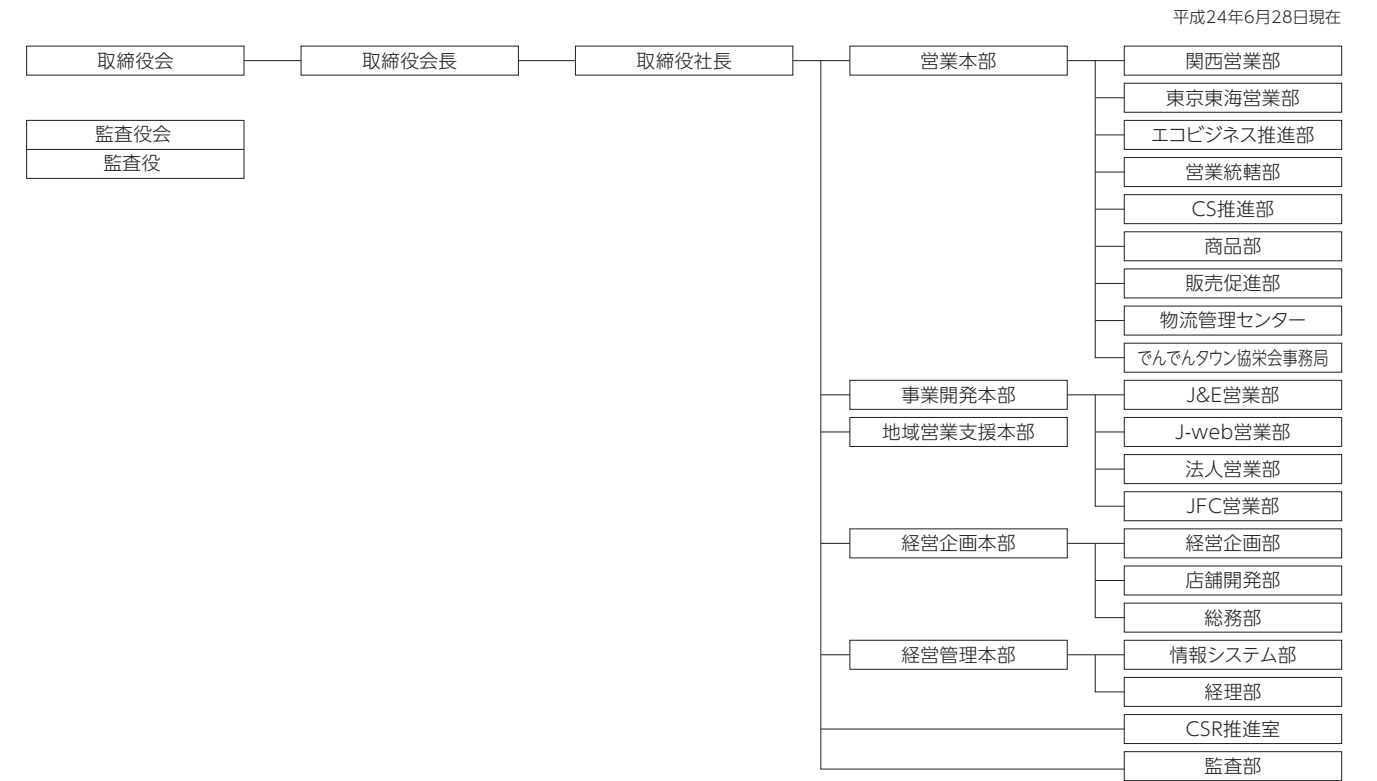 平成24年6月28日現在
取締役会
取締役会長
取締役社長
営業本部
関西営業部
東京東海営業部
監査役会
監査役
エコビジネス推進部
営業統轄部
CS推進部
商品部
販売促進部
物流管理センター
でんでんタウン協栄会事務局
事業開発本部
J&E営業部
地域営業支援本部
J-web営業部
法人営業部
JFC営業部
経営企画本部
経営企画部
店舗開発部
総務部
経営管理本部
情報システム部
経理部
CSR推進室
監査部